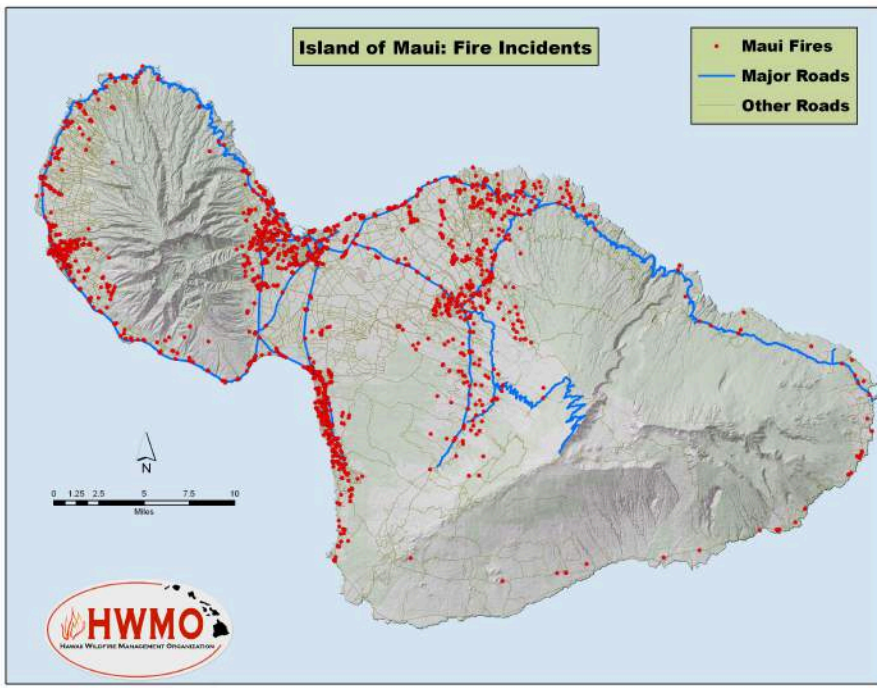 Island of Maui: Fire Incidents
Maui Fires
Major Roads
Other Roads
N
0 1.25 2.5 5 7.5 10
Miles
HWMO
HAWAII WILDFIRE MANAGEMENT ORGANIZATION